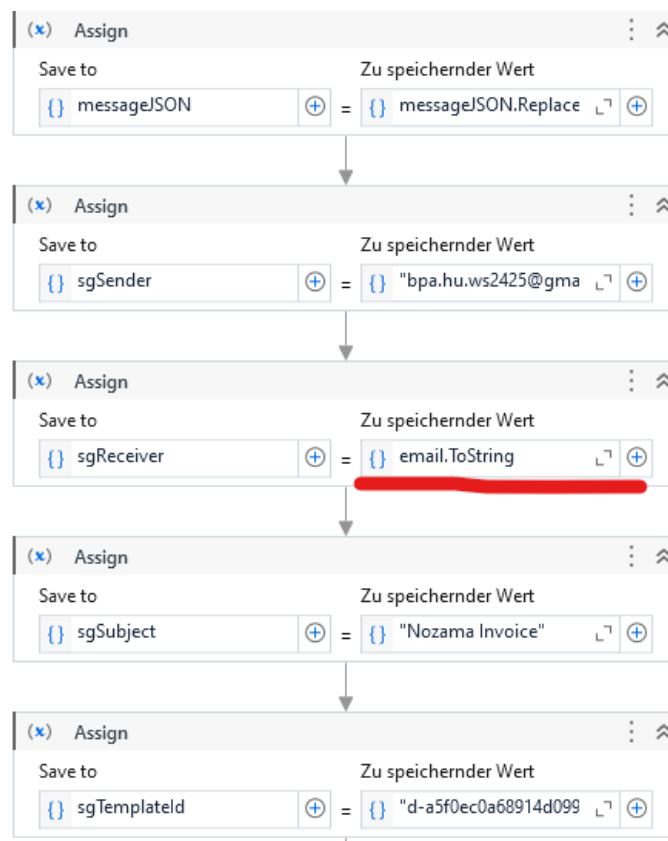 (x) Assign
Save to Zu speichernder Wert
{} messageJSON = {} messageJSON.Replace
(x) Assign
Save to Zu speichernder Wert
{} sgSender = {} "bpa.hu.ws2425@gma
(x) Assign
Save to Zu speichernder Wert
{} sgReceiver = {} email.ToString
(x) Assign
Save to Zu speichernder Wert
{} sgSubject = {} "Nozama Invoice"
(x) Assign
Save to Zu speichernder Wert
{} sgTemplateId = {} "d-a5f0ec0a68914d099